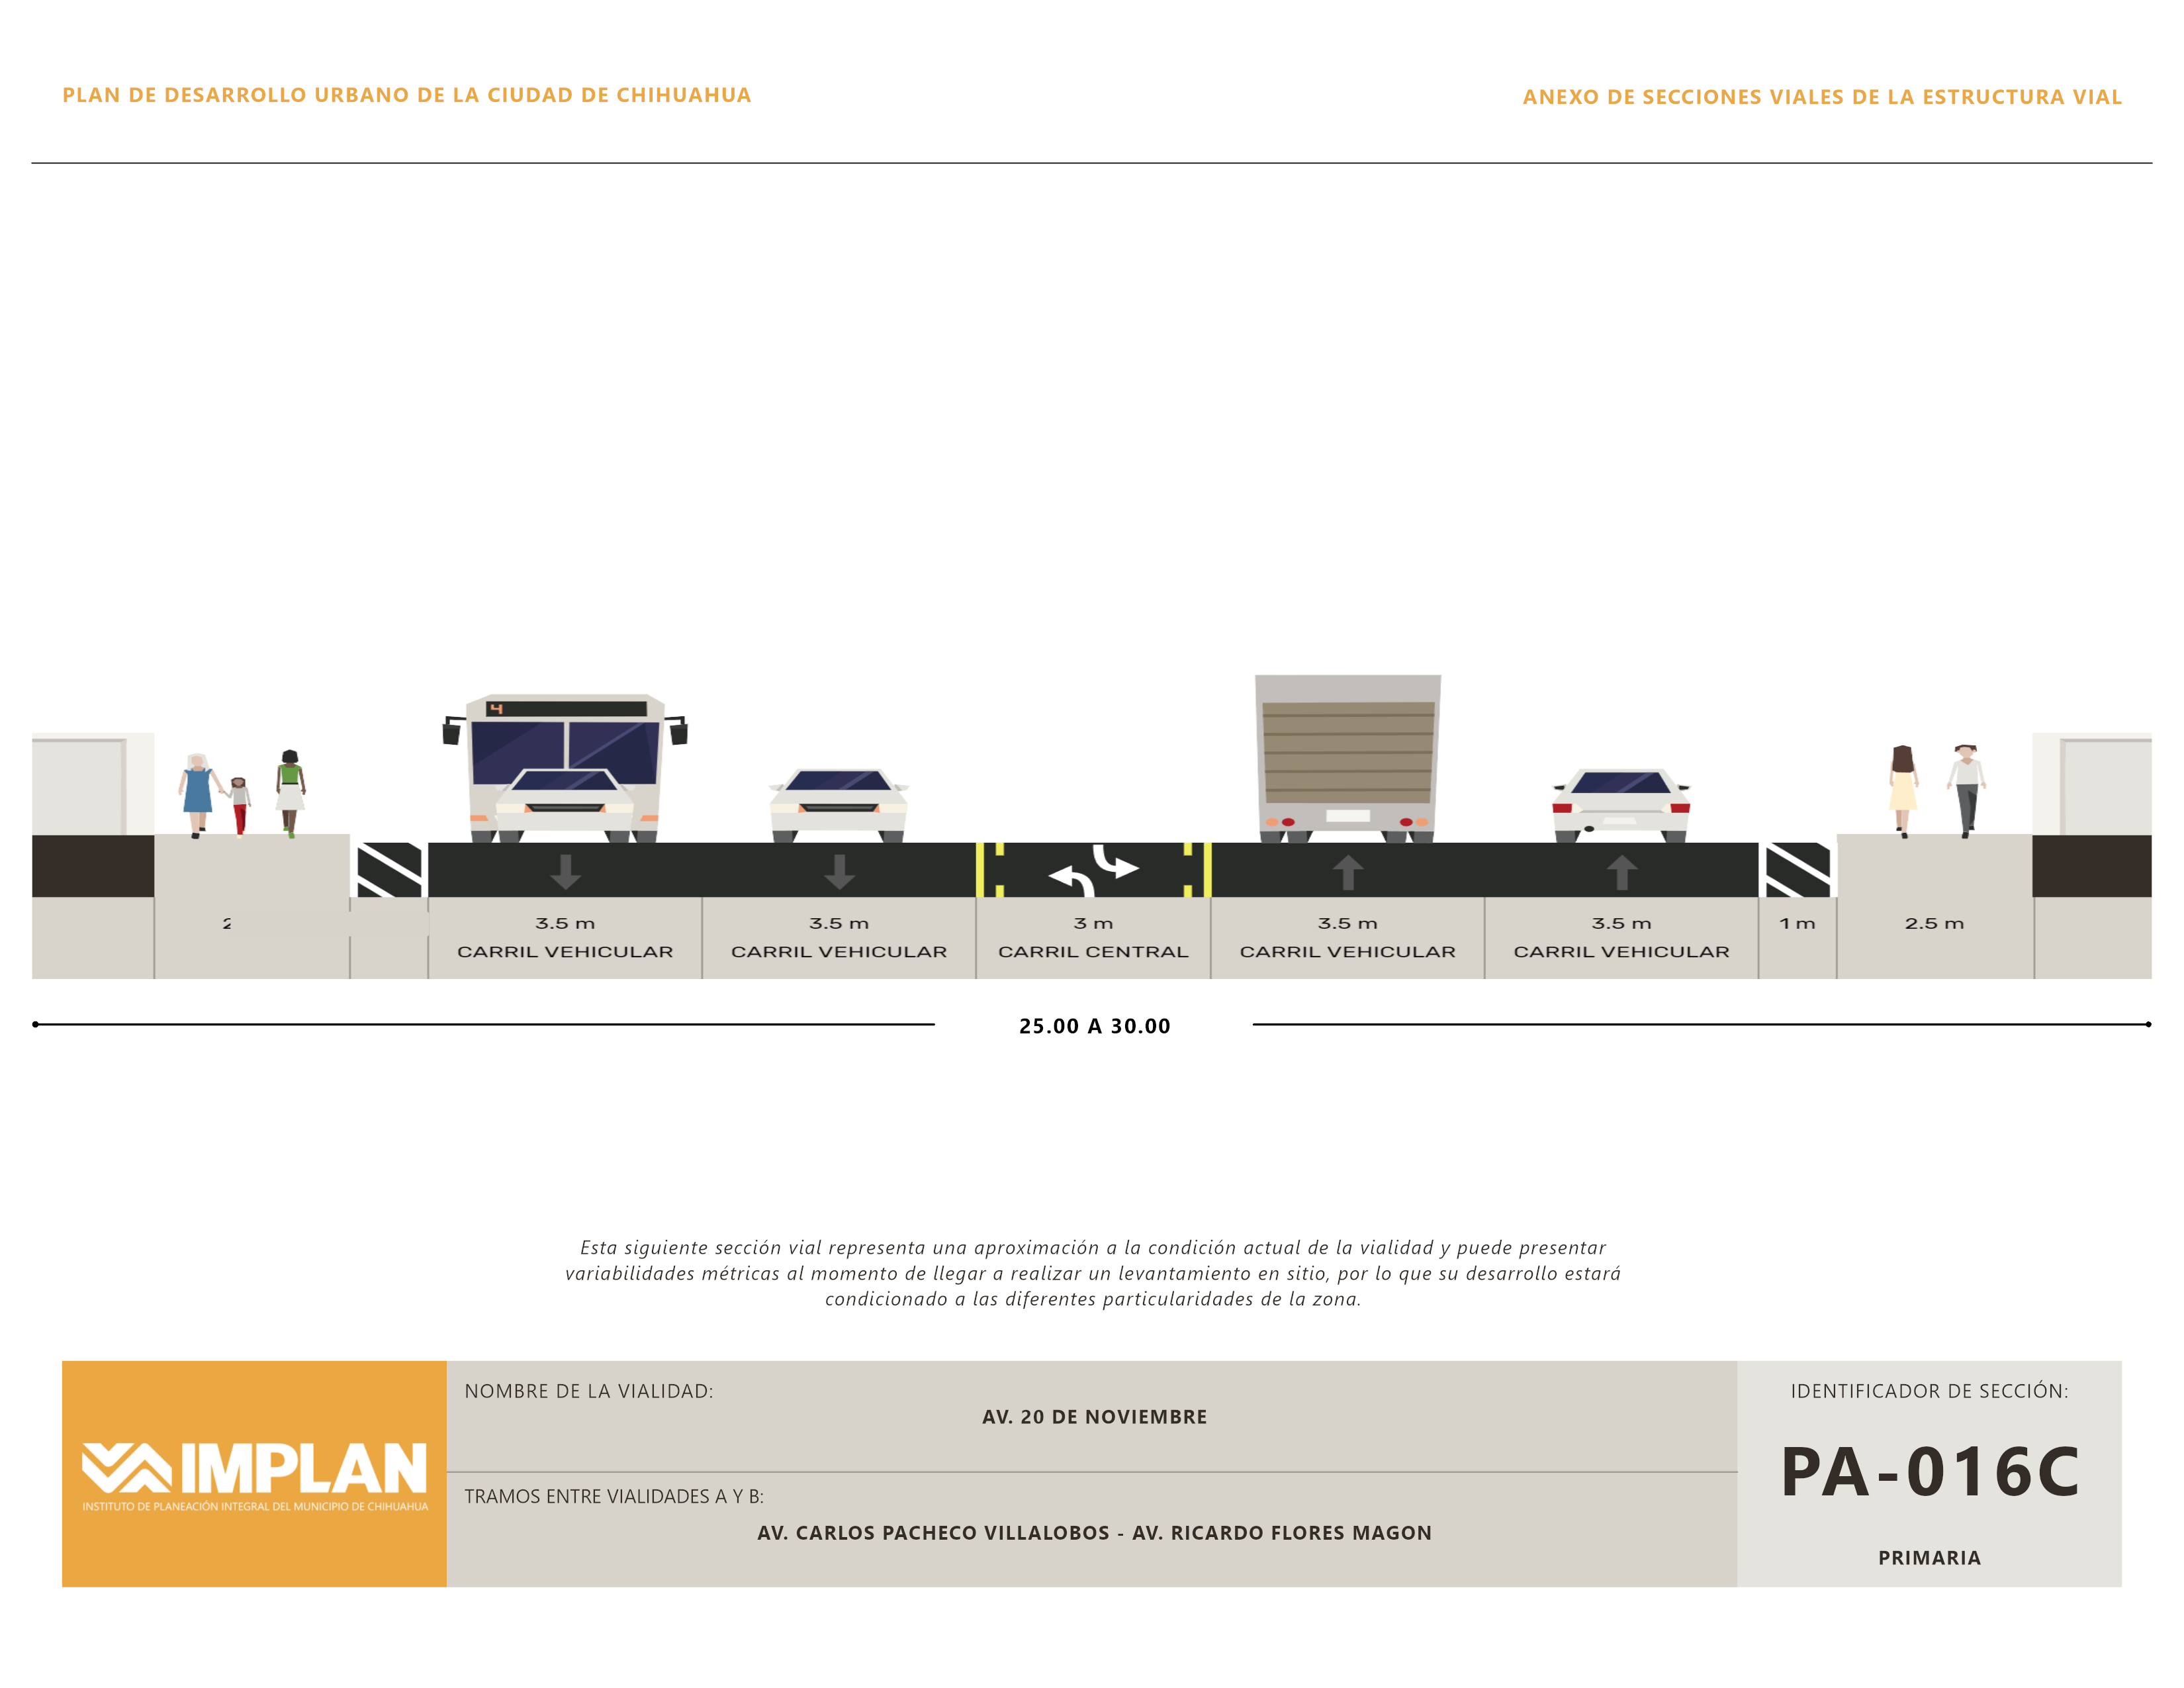 PLAN DE DESARROLLO URBANO DE LA CIUDAD DE CHIHUAHUA
ANEXO DE SECCIONES VIALES DE LA ESTRUCTURA VIAL
4
3.5 m
CARRIL VEHICULAR
3.5 m
CARRIL VEHICULAR
3 m
CARRIL CENTRAL
3.5 m
CARRIL VEHICULAR
3.5 m
CARRIL VEHICULAR
1 m
2.5 m
25.00 A 30.00
Esta siguiente sección vial representa una aproximación a la condición actual de la vialidad y puede presentar
variabilidades métricas al momento de llegar a realizar un levantamiento en sitio, por lo que su desarrollo estará
condicionado a las diferentes particularidades de la zona.
IMPLAN
INSTITUTO DE PLANEACIÓN INTEGRAL DEL MUNICIPIO DE CHIHUAHUA
NOMBRE DE LA VIALIDAD:
AV. 20 DE NOVIEMBRE
TRAMOS ENTRE VIALIDADES A Y B:
AV. CARLOS PACHECO VILLALOBOS - AV. RICARDO FLORES MAGON
IDENTIFICADOR DE SECCIÓN:
PA-016C
PRIMARIA